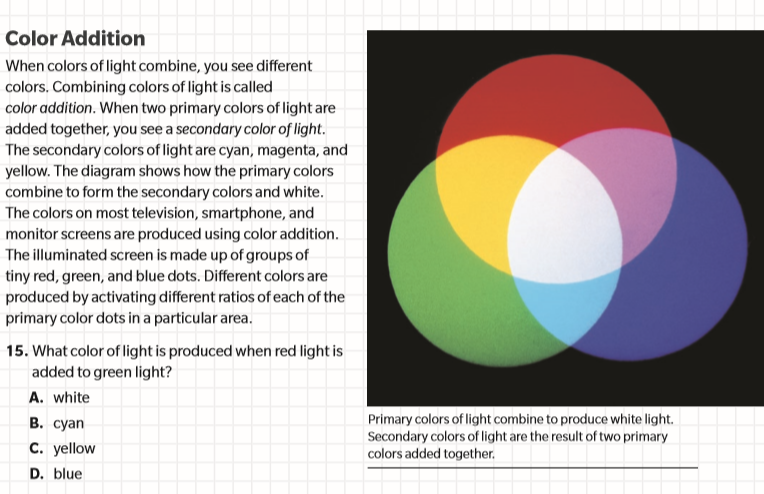 Color Addition
When colors of light combine, you see different
colors. Combining colors of light is called
color addition. When two primary colors of light are
added together, you see a secondary color of light.
The secondary colors of light are cyan, magenta, and
yellow. The diagram shows how the primary colors
combine to form the secondary colors and white.
The colors on most television, smartphone, and
monitor screens are produced using color addition.
The illuminated screen is made up of groups of
tiny red, green, and blue dots. Different colors are
produced by activating different ratios of each of the
primary color dots in a particular area.
15. What color of light is produced when red light is
added to green light?
A. white
B. cyan
C. yellow
D. blue
Primary colors of light combine to produce white light.
Secondary colors of light are the result of two primary
colors added together.